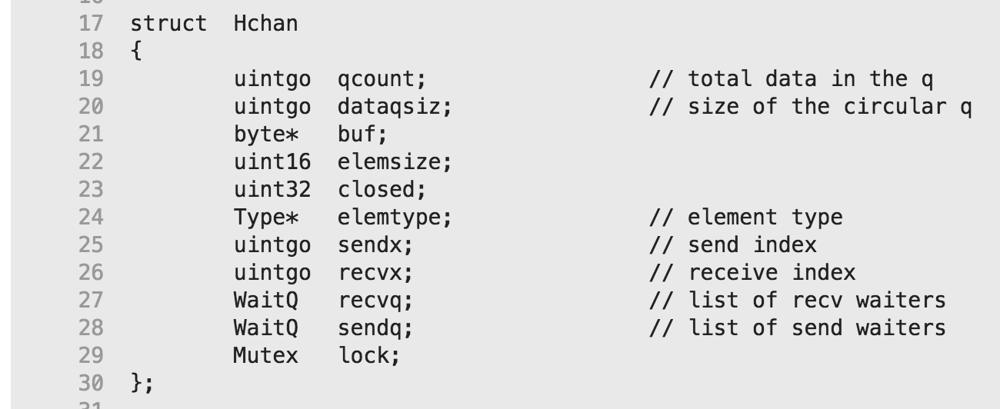 17 struct  Hchan
18 {
19         uintgo  qcount;                 // total data in the q
20         uintgo  dataqsiz;               // size of the circular q
21         byte*   buf;
22         uint16  elemsize;
23         uint32  closed;
24         Type*   elemtype;               // element type
25         uintgo  sendx;                  // send index
26         uintgo  recvx;                  // receive index
27         WaitQ   recvq;                  // list of recv waiters
28         WaitQ   sendq;                  // list of send waiters
29         Mutex   lock;
30 };